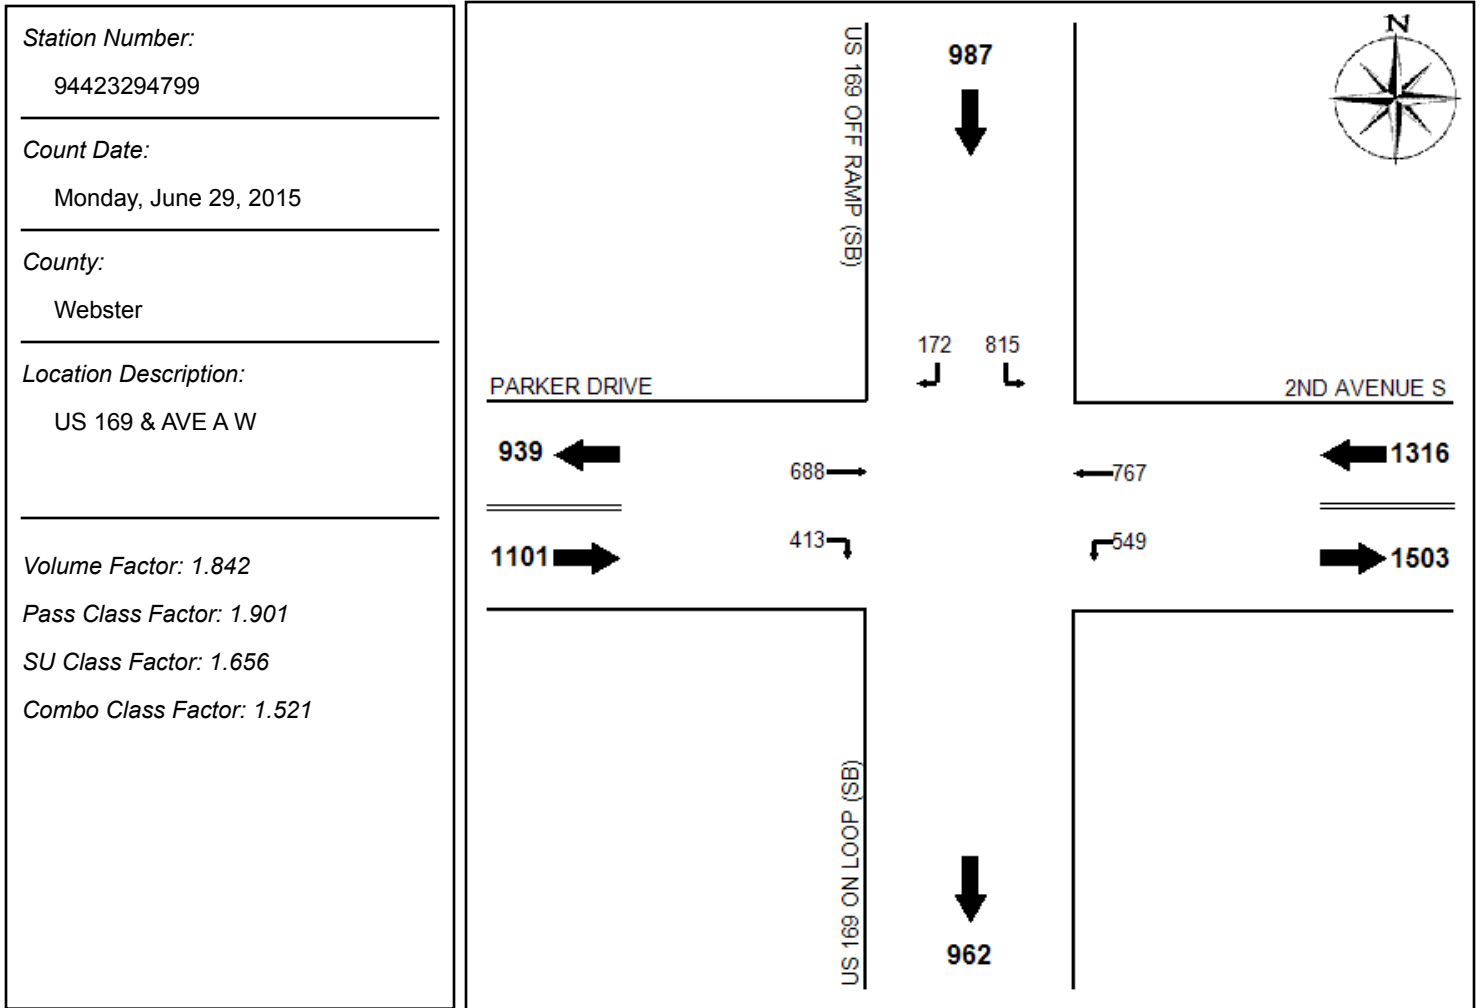 Station Number:
94423294799
Count Date:
Monday, June 29, 2015
County:
Webster
Location Description:
US 169 & AVE A W
Volume Factor: 1.842
Pass Class Factor: 1.901
SU Class Factor: 1.656
Combo Class Factor: 1.521
N
US 169 OFF RAMP (SB)
987
172 815
PARKER DRIVE
2ND AVENUE S
939
1316
688
767
413
549
1101
1503
US 169 ON LOOP (SB)
962